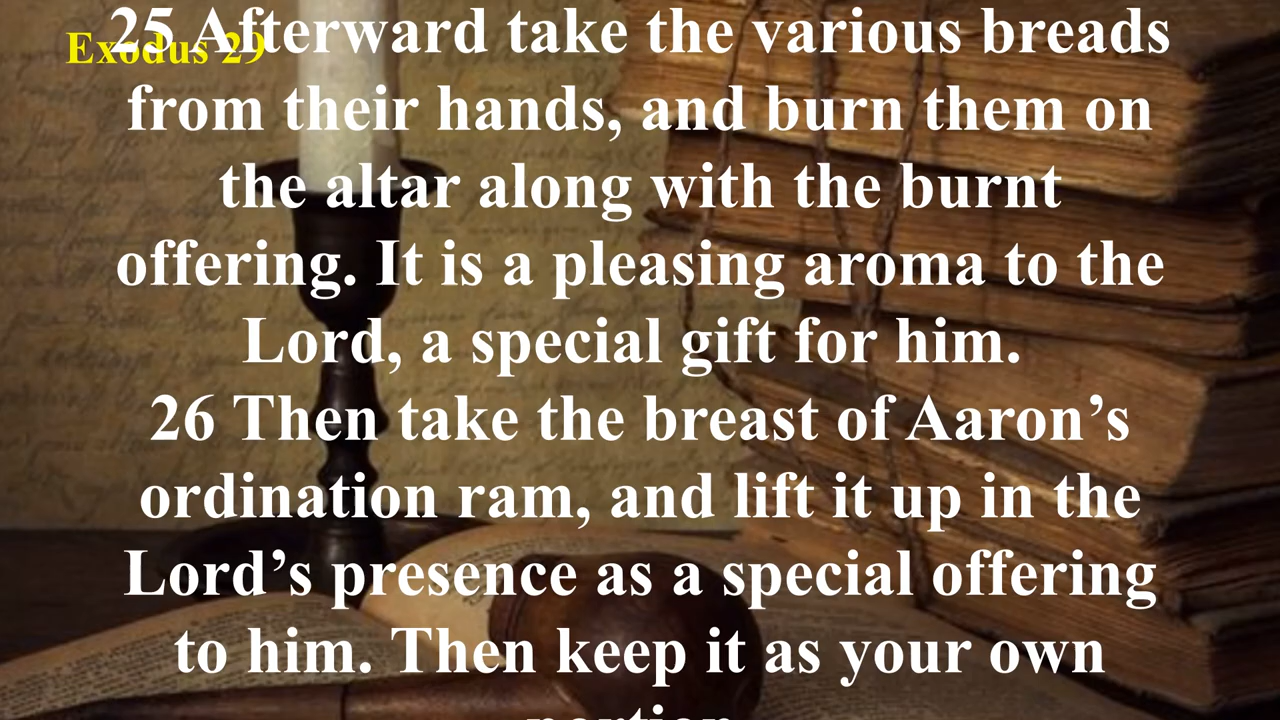 Exodus 29
25 Afterward take the various breads
from their hands, and burn them on
the altar along with the burnt
offering. It is a pleasing aroma to the
Lord, a special gift for him.
26 Then take the breast of Aaron’s
ordination ram, and lift it up in the
Lord’s presence as a special offering
to him. Then keep it as your own